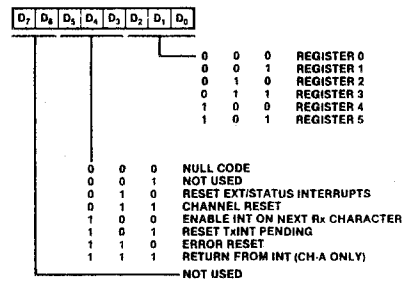 D7 D6 D5 D4 D3 D2 D1 D0
0 0 0 REGISTER 0
0 0 1 REGISTER 1
0 1 0 REGISTER 2
0 1 1 REGISTER 3
1 0 0 REGISTER 4
1 0 1 REGISTER 5
0 0 0 NULL CODE
0 0 1 NOT USED
0 1 0 RESET EXT/STATUS INTERRUPTS
0 1 1 CHANNEL RESET
1 0 0 ENABLE INT ON NEXT Rx CHARACTER
1 0 1 RESET TxINT PENDING
1 1 0 ERROR RESET
1 1 1 RETURN FROM INT (CH-A ONLY)
NOT USED